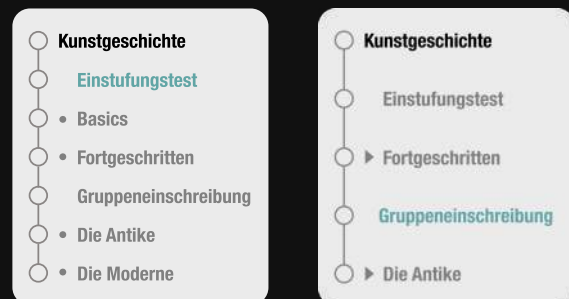 Kunstgeschichte
Einstufungstest
• Basics
• Fortgeschritten
Gruppeneinschreibung
• Die Antike
• Die Moderne
Kunstgeschichte
Einstufungstest
Fortgeschritten
Gruppeneinschreibung
Die Antike